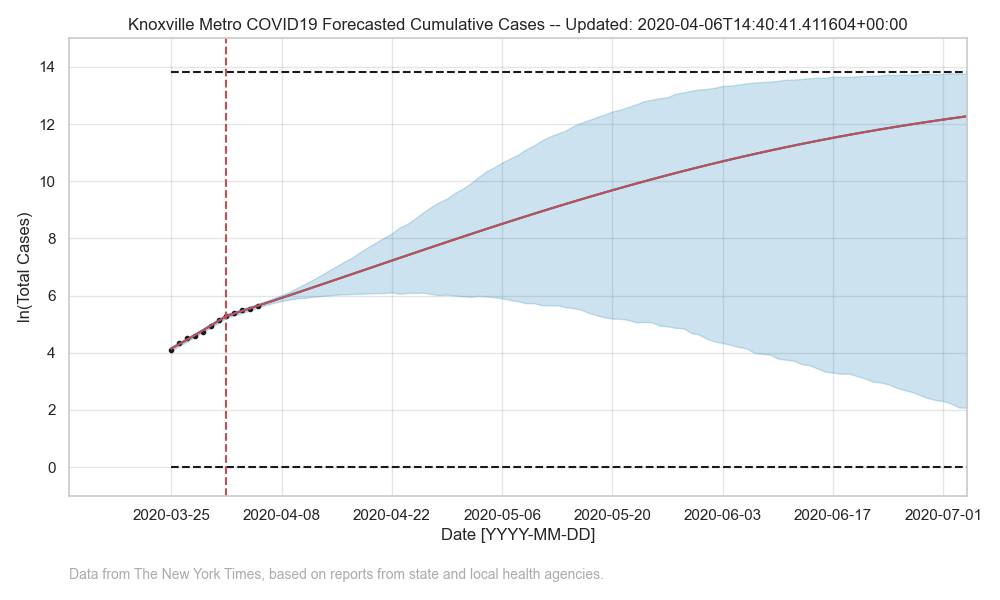 Knoxville Metro COVID19 Forecasted Cumulative Cases -- Updated: 2020-04-06T14:40:41.411604+00:00
14
12
10
8
6
4
2
0
ln(Total Cases)
2020-03-25 2020-04-08 2020-04-22 2020-05-06 2020-05-20 2020-06-03 2020-06-17 2020-07-01
Date [YYYY-MM-DD]
Data from The New York Times, based on reports from state and local health agencies.